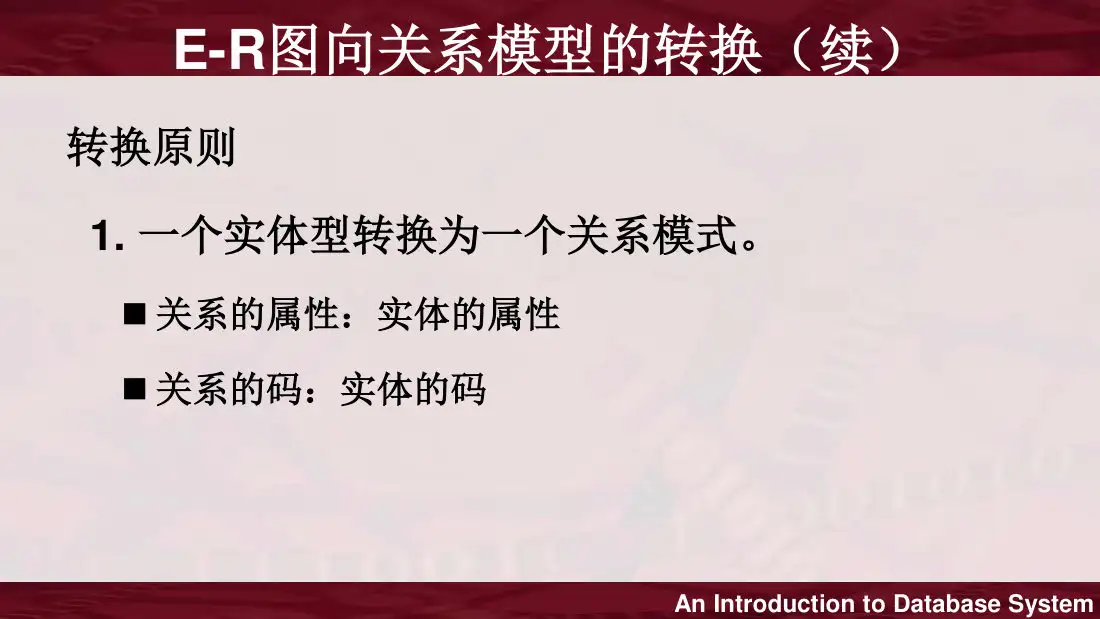 E-R图向关系模型的转换（续）
转换原则
1. 一个实体型转换为一个关系模式。
■ 关系的属性：实体的属性
■ 关系的码：实体的码
An Introduction to Database System